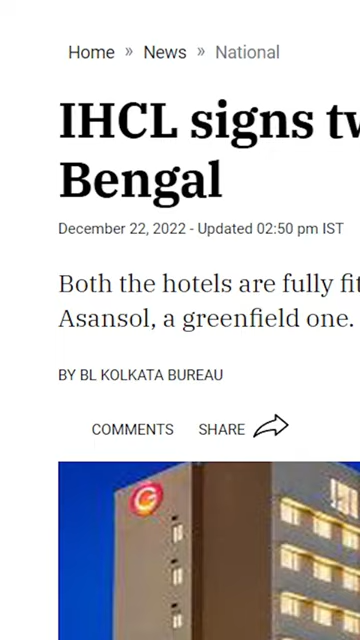 Home » News » National
IHCL signs tw
Bengal
December 22, 2022 - Updated 02:50 pm IST
Both the hotels are fully fit
Asansol, a greenfield one.
BY BL KOLKATA BUREAU
COMMENTS SHARE